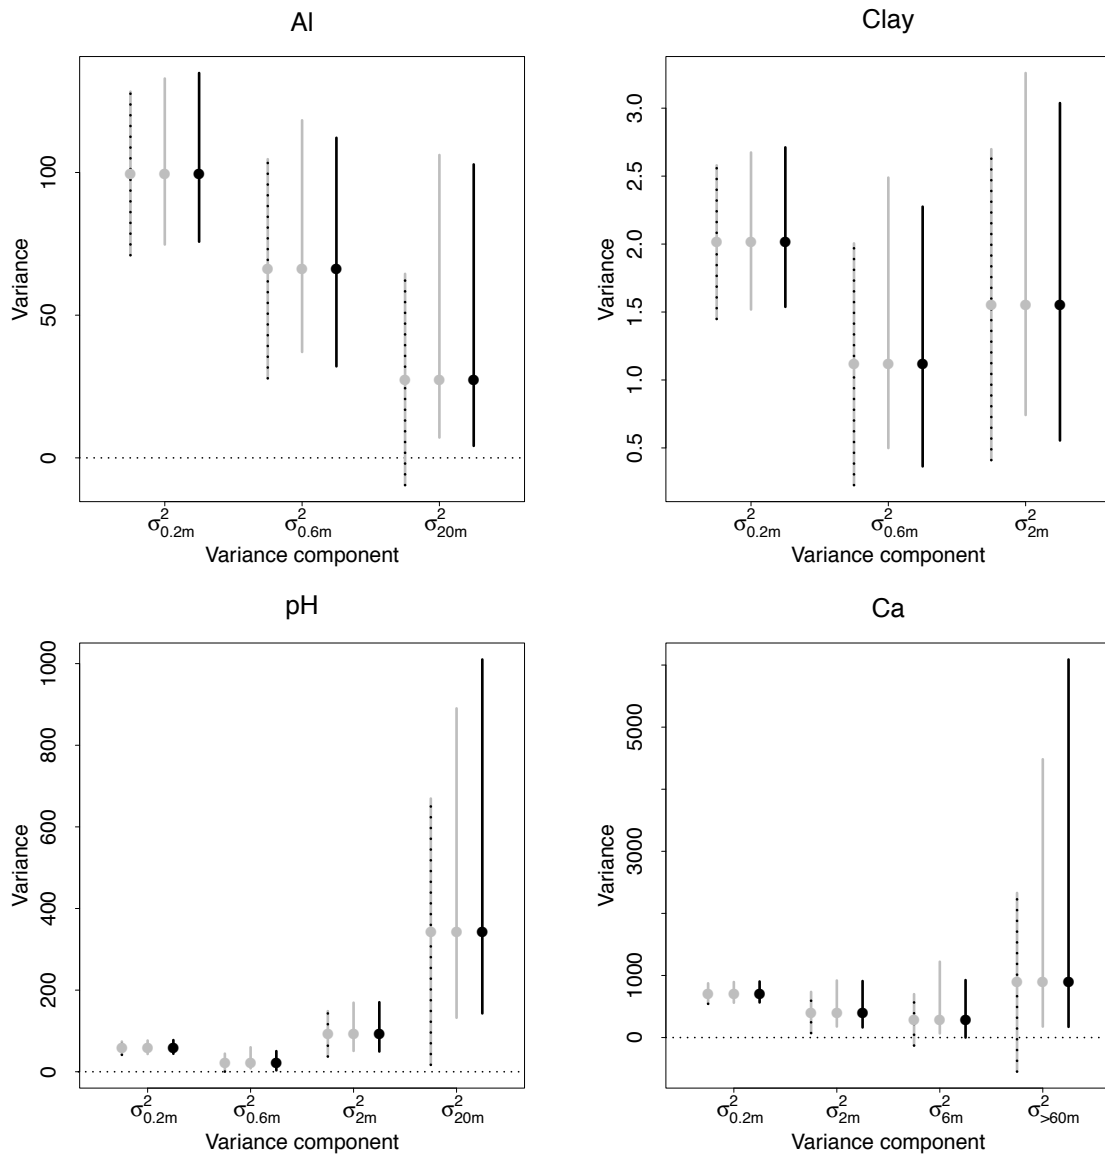 Al
Variance
0
50
100
σ²0.2m
σ²0.6m
σ²20m
Variance component
Clay
Variance
0.5
1.0
1.5
2.0
2.5
3.0
σ²0.2m
σ²0.6m
σ²2m
Variance component
pH
Variance
0
200
400
600
800
1000
σ²0.2m
σ²0.6m
σ²2m
σ²20m
Variance component
Ca
Variance
0
1000
3000
5000
σ²0.2m
σ²2m
σ²6m
σ²>60m
Variance component